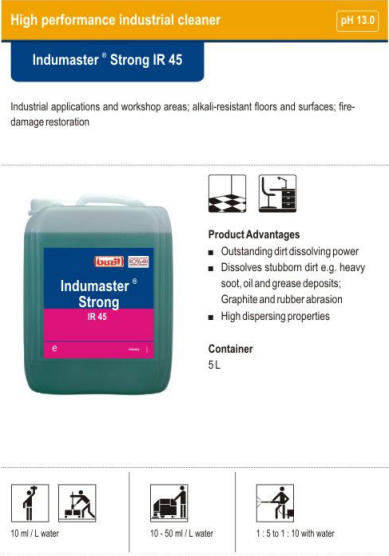 High performance industrial cleaner
pH 13.0
Indumaster ® Strong IR 45
Industrial applications and workshop areas; alkali-resistant floors and surfaces; fire-
damage restoration
buzil
Indumaster ®
Strong
IR 45
e
Product Advantages
■ Outstanding dirt dissolving power
■ Dissolves stubborn dirt e.g. heavy
soot, oil and grease deposits;
Graphite and rubber abrasion
■ High dispersing properties
Container
5 L
10 ml / L water
10 - 50 ml / L water
1 : 5 to 1 : 10 with water